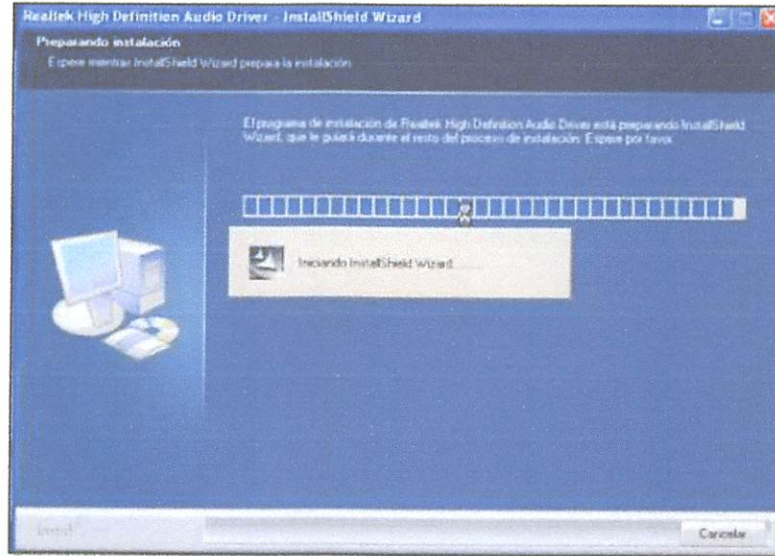 Realtek High Definition Audio Driver - InstallShield Wizard
Preparando instalación
Espere mientras InstallShield Wizard prepara la instalación
El programa de instalación de Realtek High Definition Audio Driver está preparando InstallShield
Wizard, que le guiará durante el resto del proceso de instalación. Espere por favor.
Iniciando InstallShield Wizard........
Cancelar